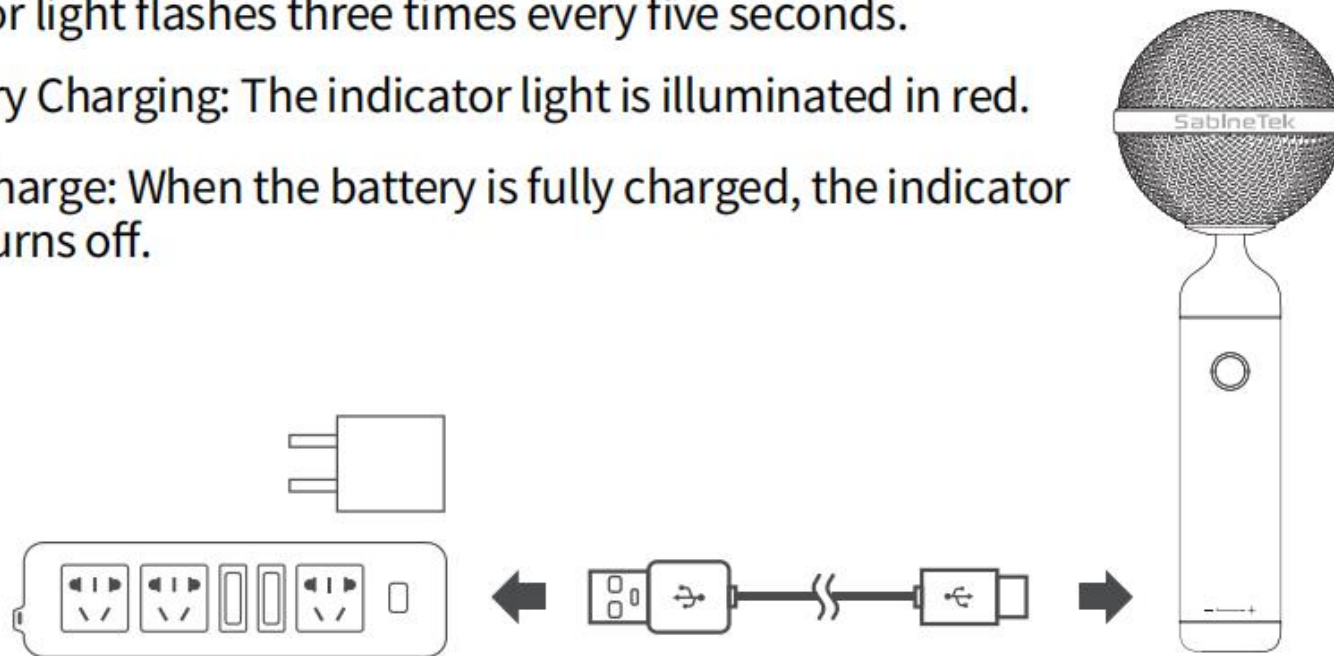 or light flashes three times every five seconds.
ry Charging: The indicator light is illuminated in red.
harge: When the battery is fully charged, the indicator
urns off.
SabineTek
- +